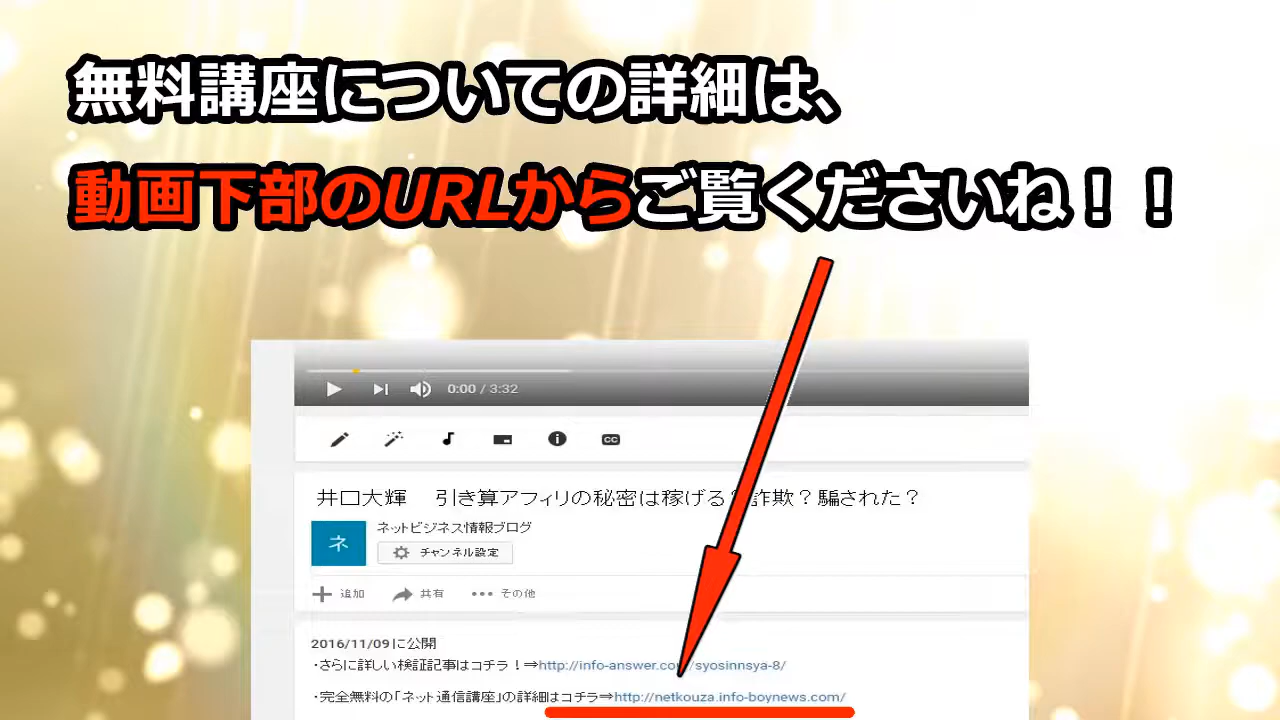 無料講座についての詳細は、
動画下部のURLからご覧くださいね！！
0:00 / 3:32
CC
井口大輝 引き算アフィリの秘密は稼げる？詐欺？騙された？
ネ
ネットビジネス情報ブログ
チャンネル設定
追加 共有 その他
2016/11/09に公開
・さらに詳しい検証記事はコチラ！⇒http://info-answer.com/syosinnsya-8/
・完全無料の「ネット通信講座」の詳細はコチラ⇒http://netkouza.info-boynews.com/